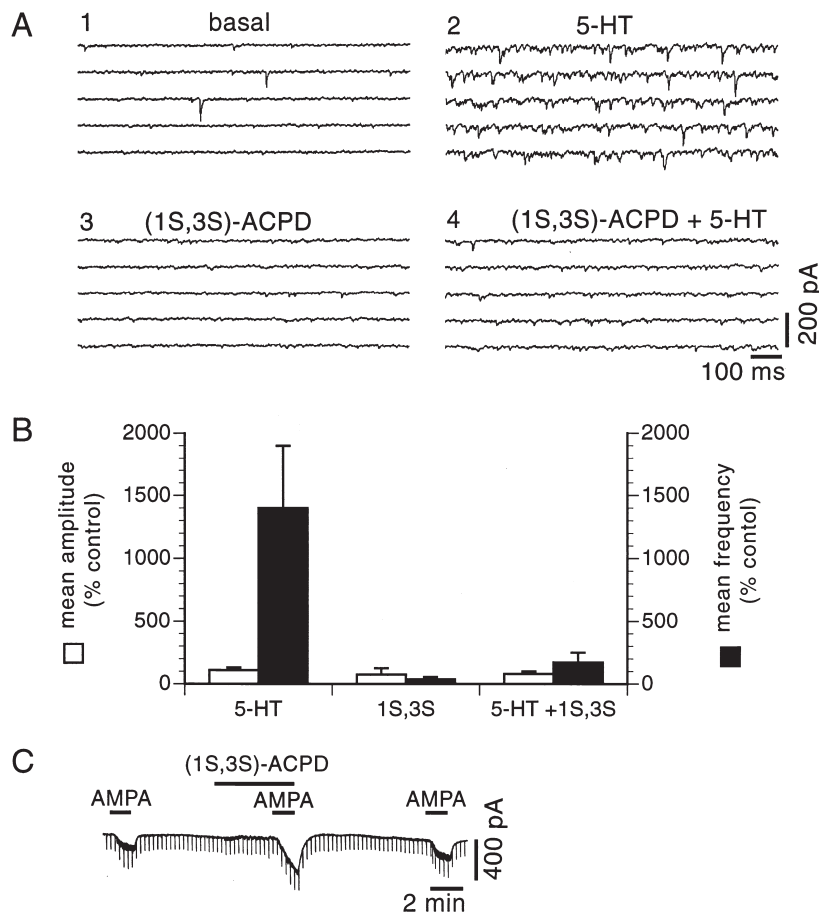 A
1 basal
2 5-HT
3 (1S,3S)-ACPD
4 (1S,3S)-ACPD + 5-HT
200 pA
100 ms
B
mean amplitude
(% control)
2000
1500
1000
500
0
2000
1500
1000
500
0
mean frequency
(% contol)
5-HT 1S,3S 5-HT +1S,3S
C
(1S,3S)-ACPD
AMPA AMPA AMPA
400 pA
2 min